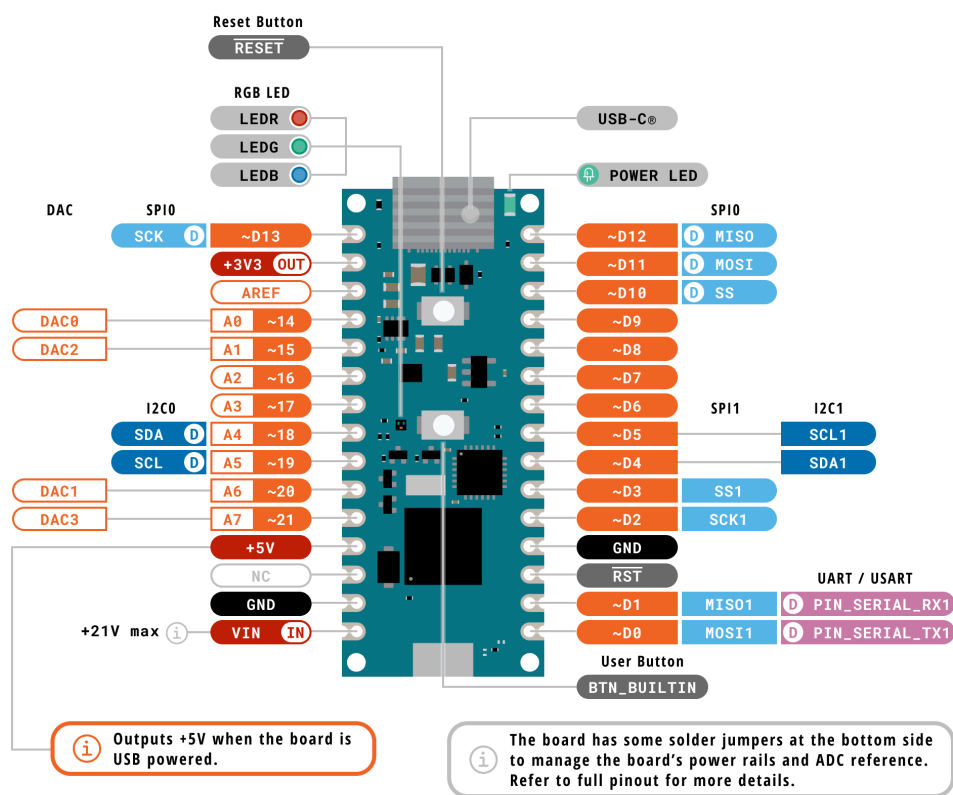 Reset Button
RESET
RGB LED
LEDR
LEDG
LEDB
USB-C®
POWER LED
DAC SPI0 SPI0
SCK D ~D13 ~D12 D MISO
+3V3 OUT ~D11 D MOSI
AREF ~D10 D SS
DAC0 A0 ~14 ~D9
DAC2 A1 ~15 ~D8
A2 ~16 ~D7
A3 ~17 ~D6
I2C0 SPI1 I2C1
SDA D A4 ~18 ~D5 SCL1
SCL D A5 ~19 ~D4 SDA1
DAC1 A6 ~20 ~D3 SS1
DAC3 A7 ~21 ~D2 SCK1
+5V GND
NC RST
UART / USART
GND ~D1 MISO1 D PIN_SERIAL_RX1
+21V max i VIN IN ~D0 MOSI1 D PIN_SERIAL_TX1
User Button
BTN_BUILTIN
i Outputs +5V when the board is
USB powered.
i The board has some solder jumpers at the bottom side
to manage the board's power rails and ADC reference.
Refer to full pinout for more details.